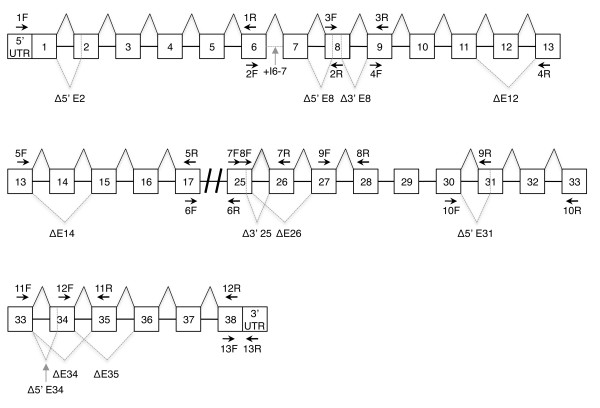 1F 1R 3F 3R
5'
UTR 1 2 3 4 5 6 7 8 9 10 11 12 13
2F +I6-7 2R 4F 4R
Δ5' E2 Δ5' E8 Δ3' E8 ΔE12
5F 5R 7F 8F 7R 9F 8R 9R
13 14 15 16 17 25 26 27 28 29 30 31 32 33
6F 6R 10F 10R
ΔE14 Δ3' 25 ΔE26 Δ5' E31
11F 12F 11R 12R
33 34 35 36 37 38 3'
UTR
13F 13R
ΔE34 ΔE35
Δ5' E34